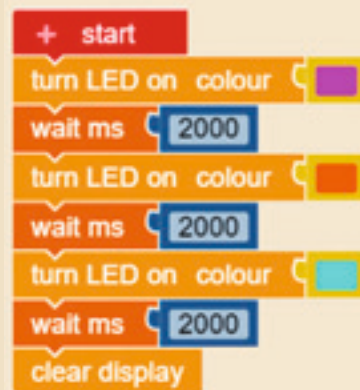 + start
turn LED on colour
wait ms 2000
turn LED on colour
wait ms 2000
turn LED on colour
wait ms 2000
clear display